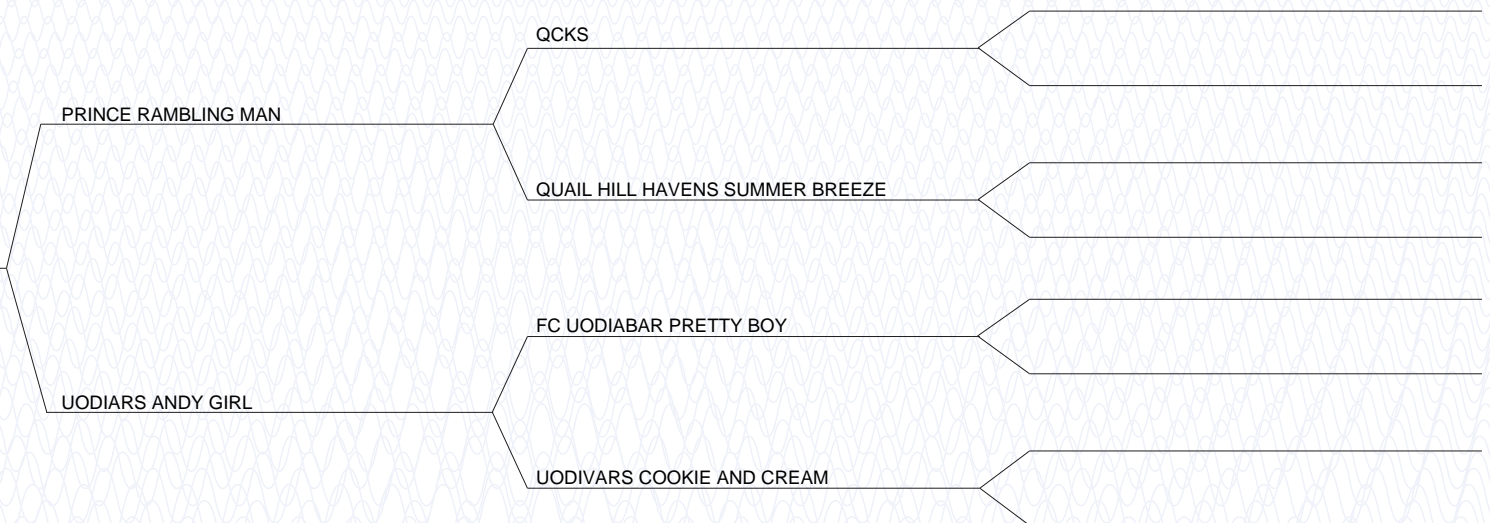 QCKS
PRINCE RAMBLING MAN
QUAIL HILL HAVENS SUMMER BREEZE
FC UODIABAR PRETTY BOY
UODIARS ANDY GIRL
UODIVARS COOKIE AND CREAM